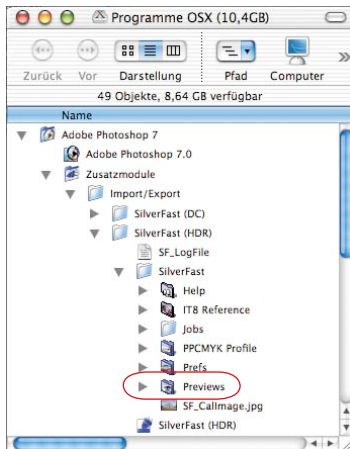 Programme OSX (10,4GB)
Zurück Vor Darstellung Pfad Computer
49 Objekte, 8,64 GB verfügbar
Name
Adobe Photoshop 7
Adobe Photoshop 7.0
Zusatzmodule
Import/Export
SilverFast (DC)
SilverFast (HDR)
SF_LogFile
SilverFast
Help
IT8 Reference
Jobs
PPCMYK Profile
Prefs
Previews
SF_CalImage.jpg
SilverFast (HDR)